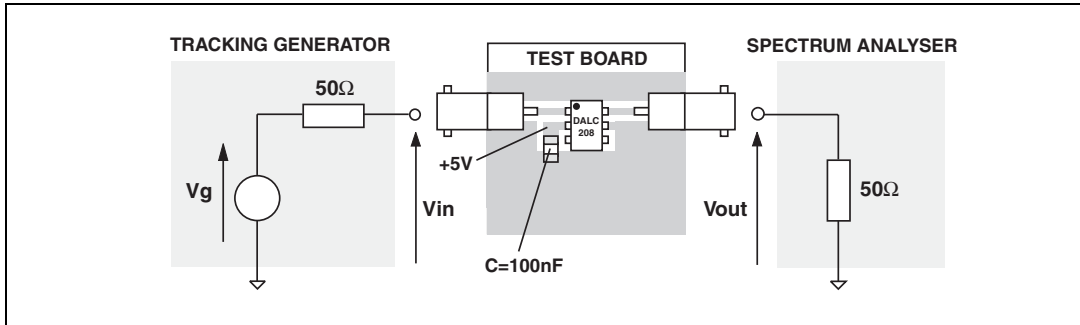 TRACKING GENERATOR
TEST BOARD
SPECTRUM ANALYSER
50Ω
DALC
208
+5V
Vg
Vin
Vout
50Ω
C=100nF